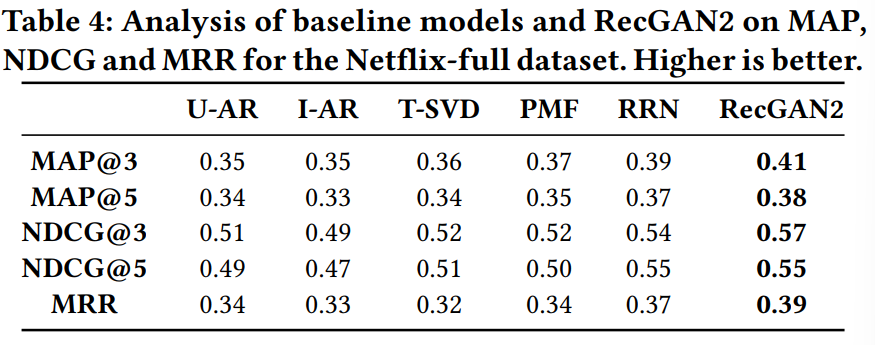 Table 4: Analysis of baseline models and RecGAN2 on MAP,
NDCG and MRR for the Netflix-full dataset. Higher is better.
U-AR I-AR T-SVD PMF RRN RecGAN2
MAP@3 0.35 0.35 0.36 0.37 0.39 0.41
MAP@5 0.34 0.33 0.34 0.35 0.37 0.38
NDCG@3 0.51 0.49 0.52 0.52 0.54 0.57
NDCG@5 0.49 0.47 0.51 0.50 0.55 0.55
MRR 0.34 0.33 0.32 0.34 0.37 0.39